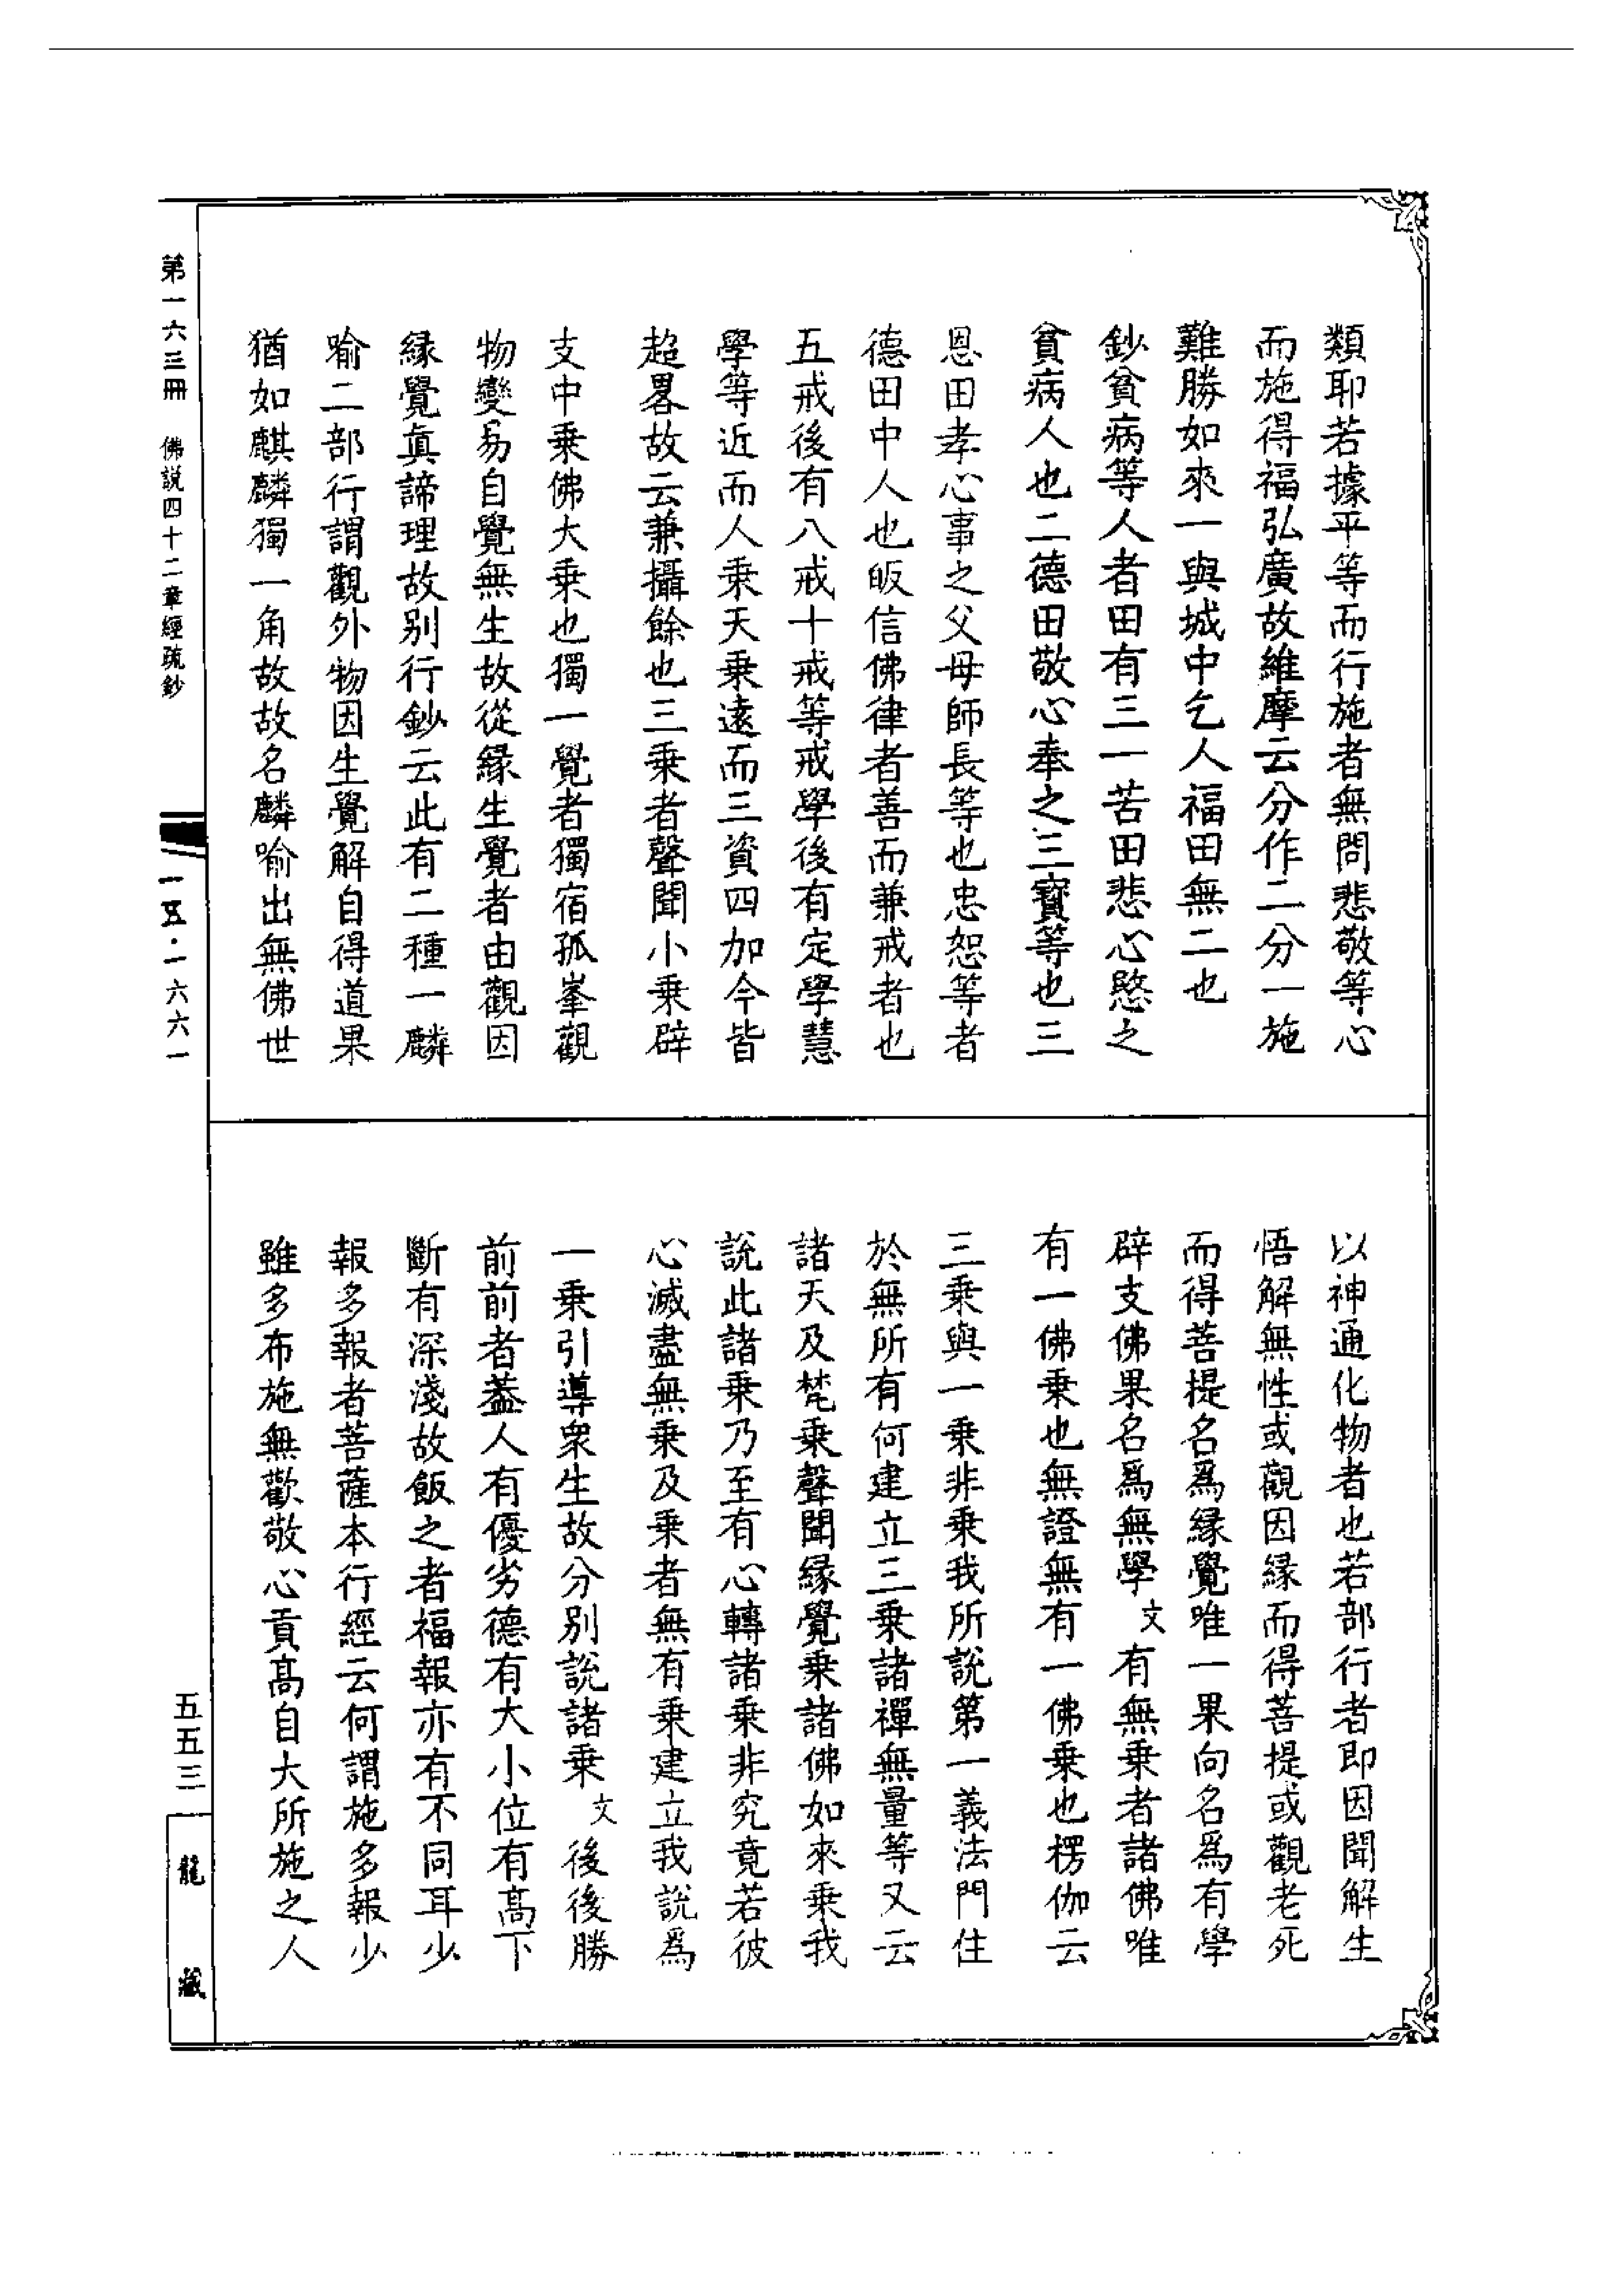 類耶若據平等而行施者無問悲敬等心
而施得福弘廣故維摩云分作二分一施
難勝如來一與城中乞人福田無二也
鈔貧病等人者田有三一苦田悲心愍之
貧病人也二德田敬心奉之三寶等也三
恩田孝心事之父母師長等也忠恕等者
德田中人也皈信佛律者善而兼戒者也
五戒後有八戒十戒等戒學後有定學慧
學等近而人乘天乘遠而三資四加今皆
超畧故云兼攝餘也三乘者聲聞小乘辟
支中乘佛大乘也獨一覺者獨宿孤峯觀
物變易自覺無生故從緣生覺者由觀因
緣覺真諦理故別行鈔云此有二種一麟
喻二部行謂觀外物因生覺解自得道果
猶如麒麟獨一角故故名麟喻出無佛世
以神通化物者也若部行者即因聞解生
悟解無性或觀因緣而得菩提或觀老死
而得菩提名為緣覺唯一果向名為有學
辟支佛果名為無學文有無乘者諸佛唯
有一佛乘也無證無有一佛乘也楞伽云
三乘與一乘非乘我所說第一義法門住
於無所有何建立三乘諸禪無量等又云
諸天及梵乘聲聞緣覺乘諸佛如來乘我
說此諸乘乃至有心轉諸乘非究竟若彼
心滅盡無乘及乘者無有乘建立我說為
一乘引導眾生故分別說諸乘文後後勝
前前者葢人有優劣德有大小位有高下
斷有深淺故飯之者福報亦有不同耳少
報多報者菩薩本行經云何謂施多報少
雖多布施無歡敬心貢高自大所施之人
第一六三冊 佛說四十二章經疏鈔
一五·一六六一
五五三
龍藏